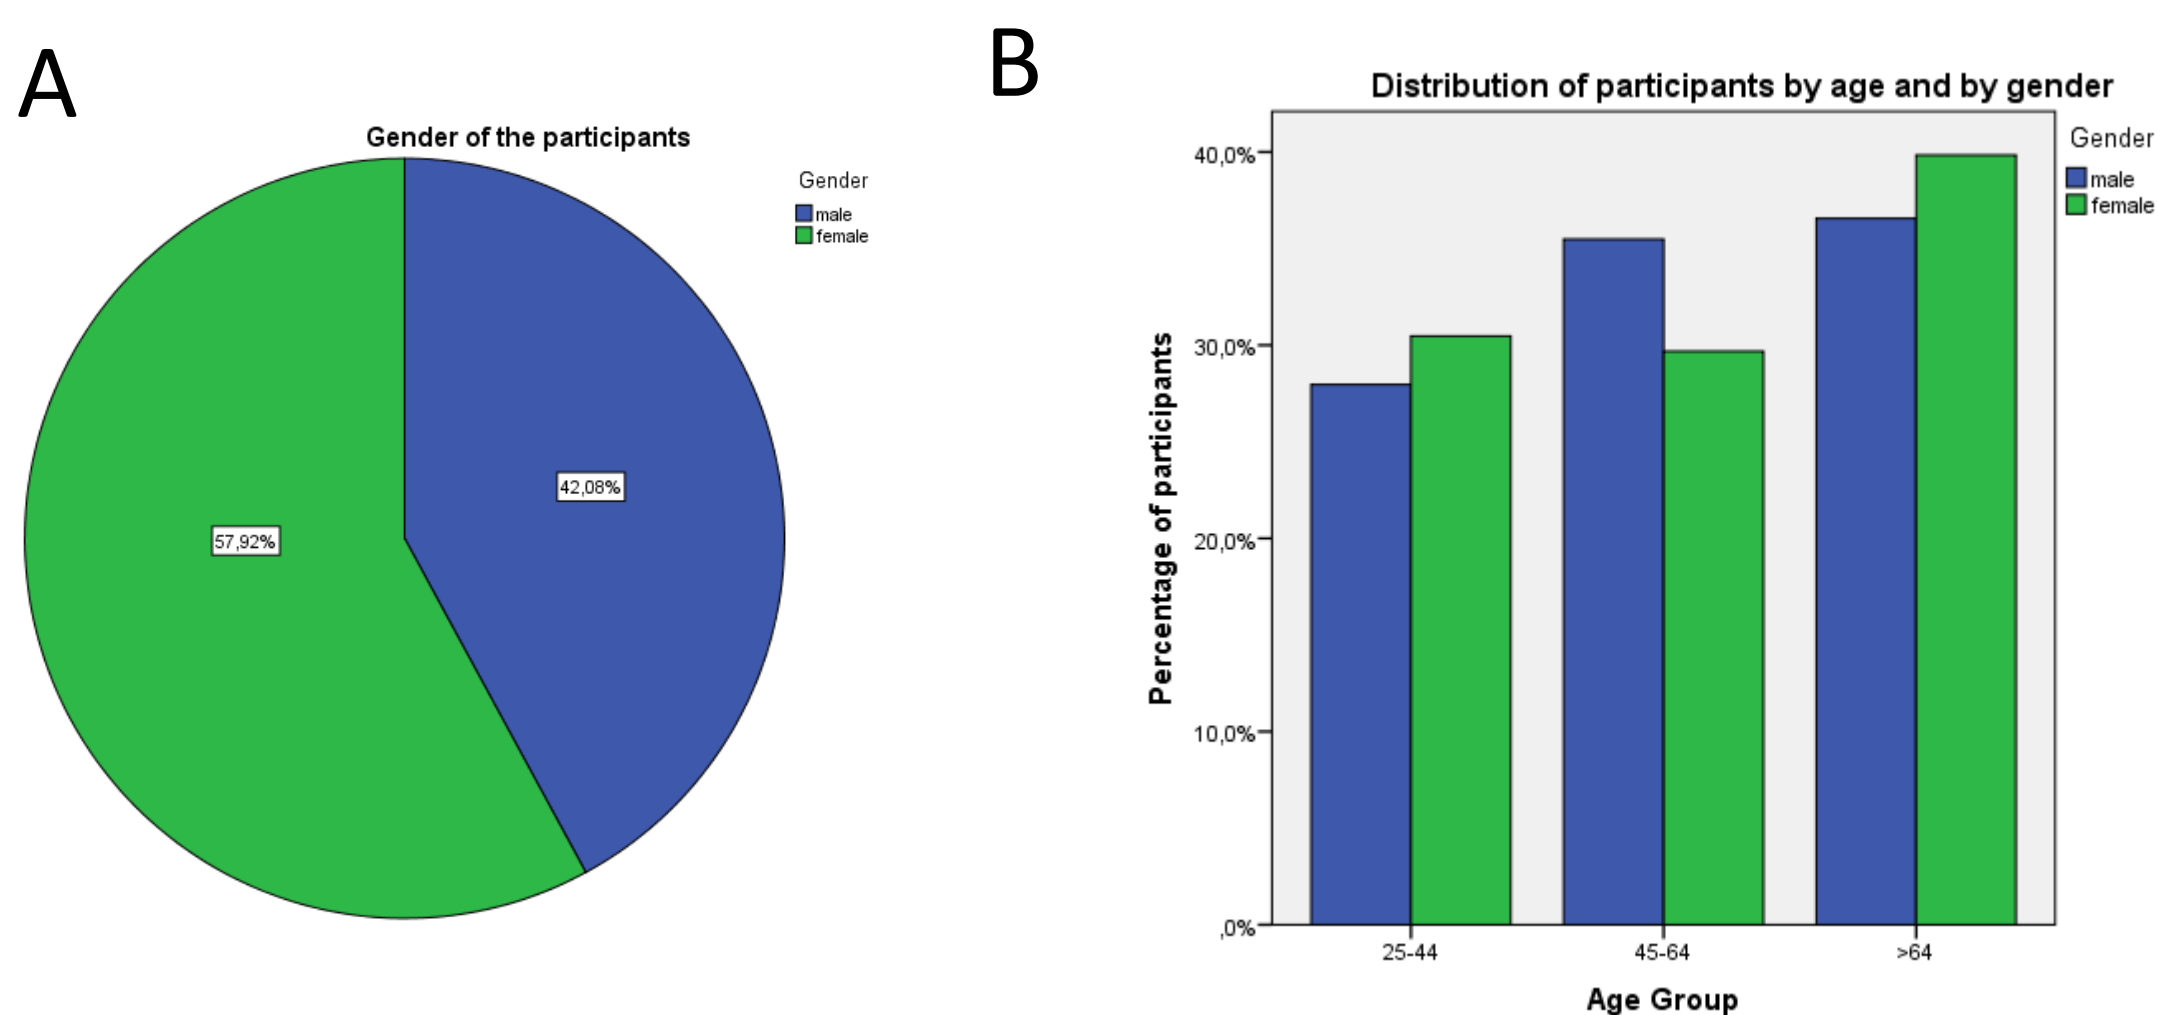 A
Gender of the participants
Gender
male
female
42,08%
57,92%
B
Distribution of participants by age and by gender
Gender
male
female
Percentage of participants
40,0%
30,0%
20,0%
10,0%
,0%
25-44
45-64
>64
Age Group